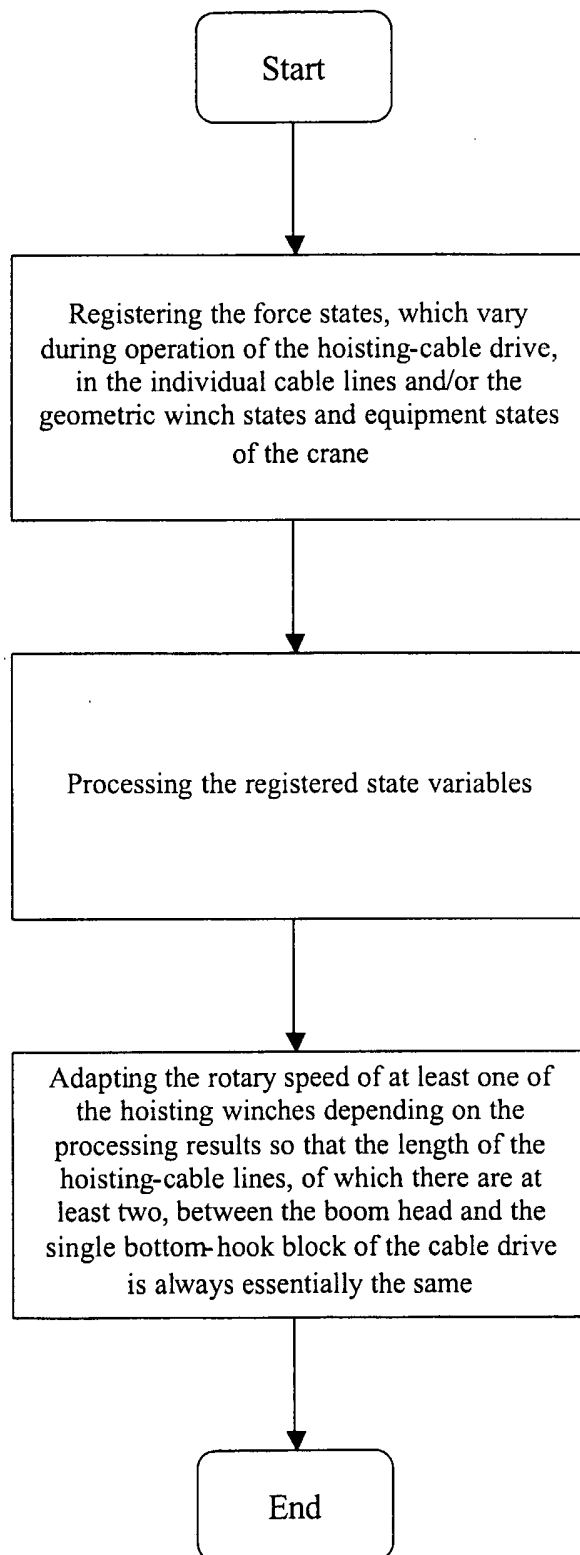 Start
Registering the force states, which vary
during operation of the hoisting-cable drive,
in the individual cable lines and/or the
geometric winch states and equipment states
of the crane
Processing the registered state variables
Adapting the rotary speed of at least one of
the hoisting winches depending on the
processing results so that the length of the
hoisting-cable lines, of which there are at
least two, between the boom head and the
single bottom-hook block of the cable drive
is always essentially the same
End